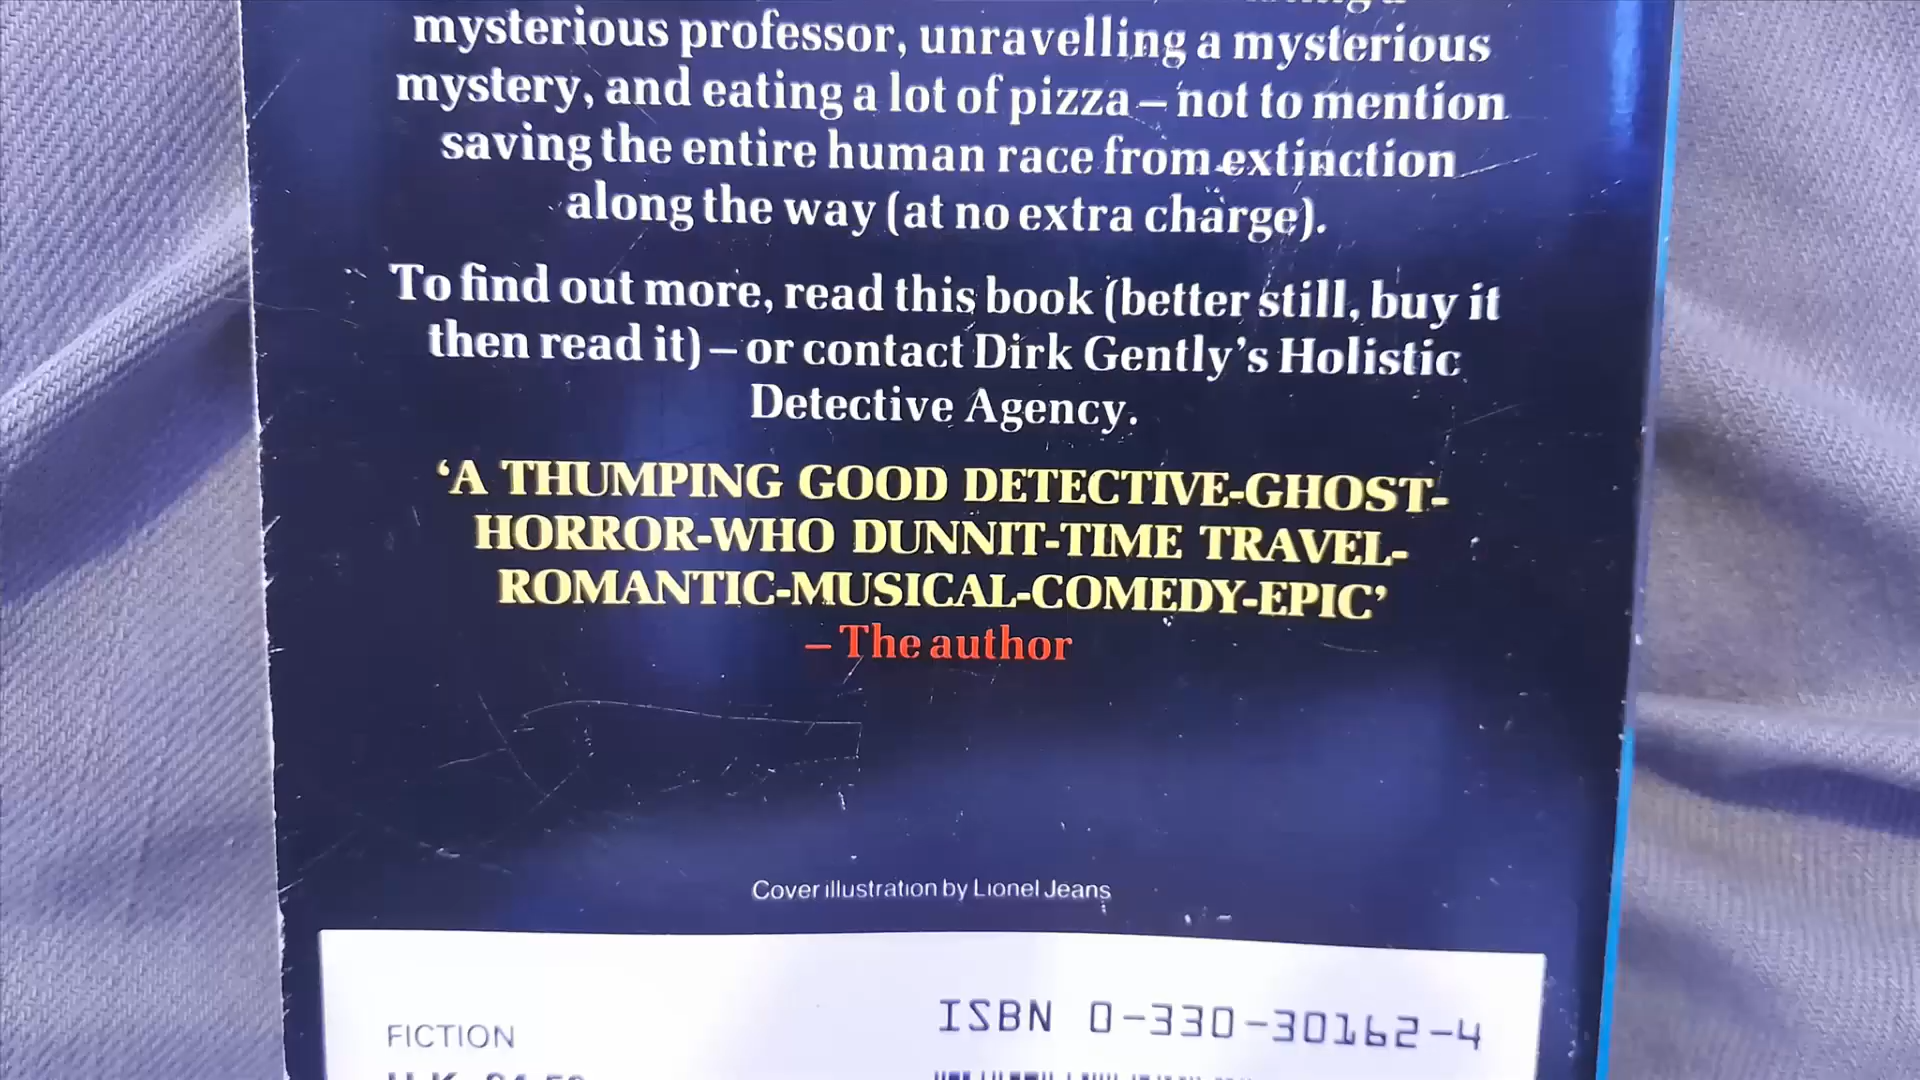 mysterious professor, unravelling a mysterious
mystery, and eating a lot of pizza – not to mention
saving the entire human race from extinction
along the way (at no extra charge).
To find out more, read this book (better still, buy it
then read it) – or contact Dirk Gently's Holistic
Detective Agency.
'A THUMPING GOOD DETECTIVE-GHOST-
HORROR-WHO DUNNIT-TIME TRAVEL-
ROMANTIC-MUSICAL-COMEDY-EPIC'
– The author
Cover illustration by Lionel Jeans
ISBN 0-330-30162-4
FICTION